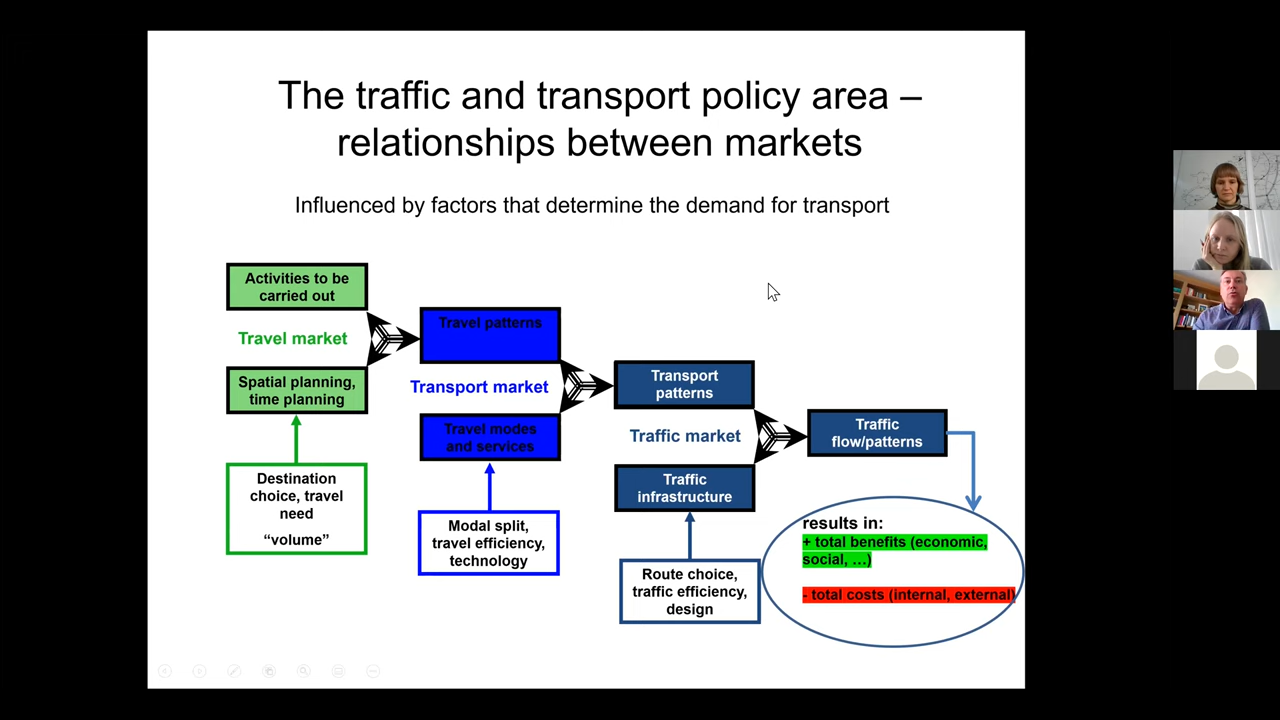 The traffic and transport policy area –
relationships between markets
Influenced by factors that determine the demand for transport
Activities to be
carried out
Travel market
Spatial planning,
time planning
Destination
choice, travel
need
“volume”
Travel patterns
Transport market
Travel modes
and services
Modal split,
travel efficiency,
technology
Transport
patterns
Traffic market
Traffic
infrastructure
Route choice,
traffic efficiency,
design
Traffic
flow/patterns
results in:
+ total benefits (economic,
social, …)
- total costs (internal, external)